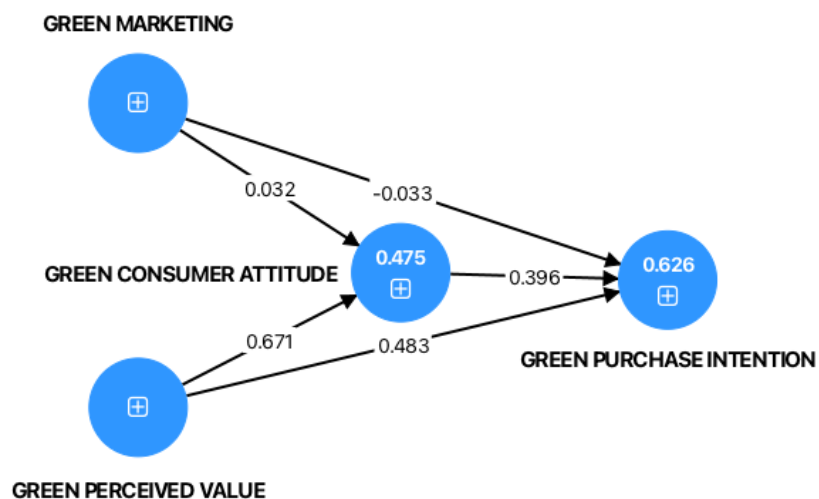 GREEN MARKETING
0.032
-0.033
0.475
GREEN CONSUMER ATTITUDE
0.396
0.626
0.671
0.483
GREEN PURCHASE INTENTION
GREEN PERCEIVED VALUE